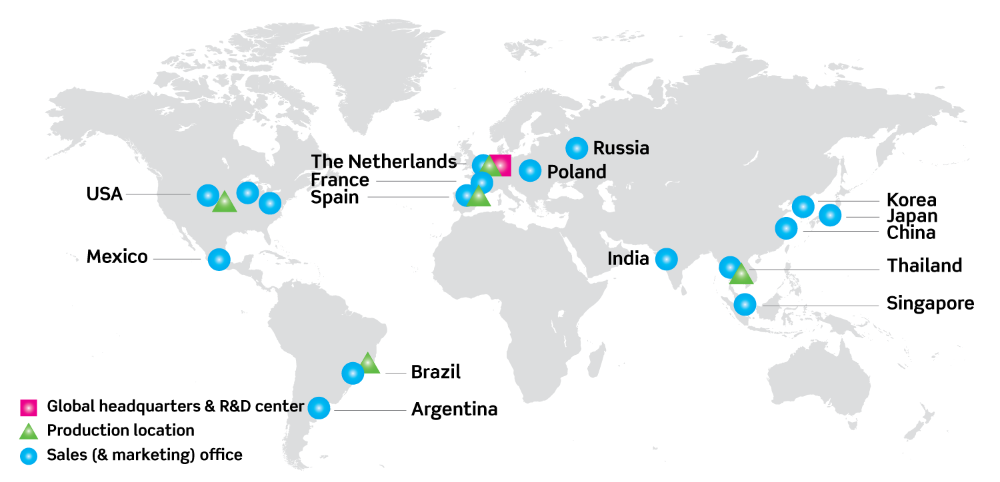 Russia
The Netherlands
Poland
France
USA
Spain
Korea
Japan
China
Mexico
India
Thailand
Singapore
Brazil
Argentina
Global headquarters & R&D center
Production location
Sales (& marketing) office